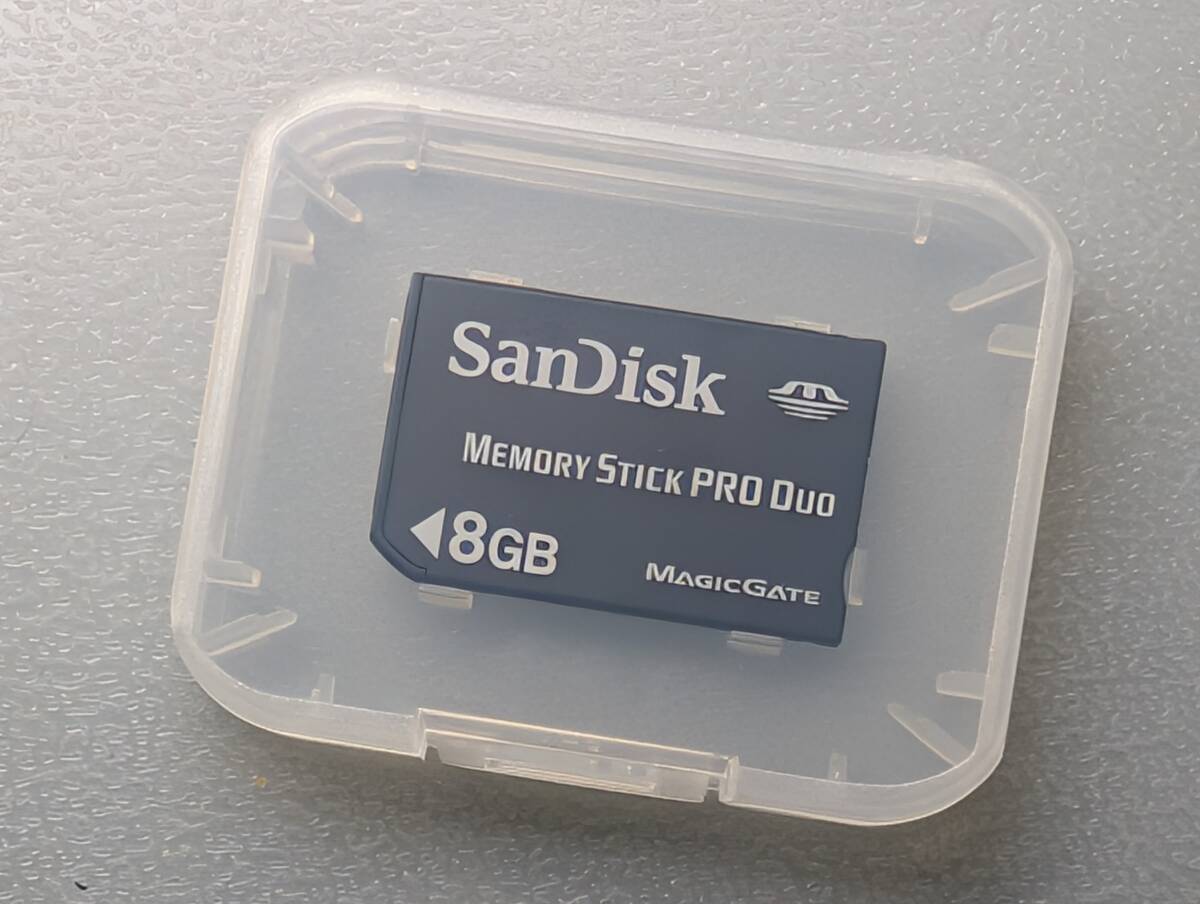 SanDisk
Memory Stick PRO Duo
8GB
MagicGate